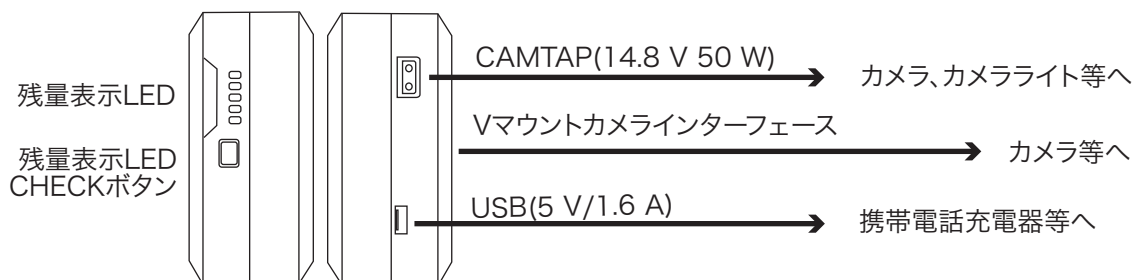 残量表示LED
残量表示LED
CHECKボタン
CAMTAP(14.8 V 50 W)
カメラ、カメラライト等へ
Vマウントカメラインターフェース
カメラ等へ
USB(5 V/1.6 A)
携帯電話充電器等へ